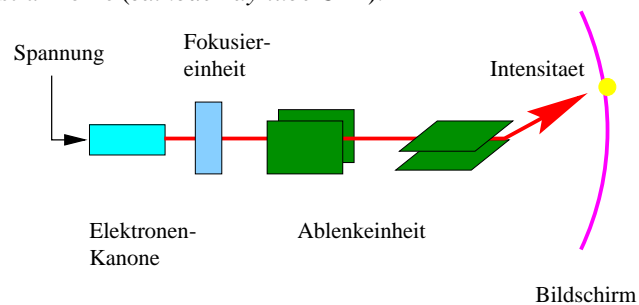 Spannung
Fokusier-
einheit
Intensitaet
Elektronen-
Kanone
Ablenkeinheit
Bildschirm